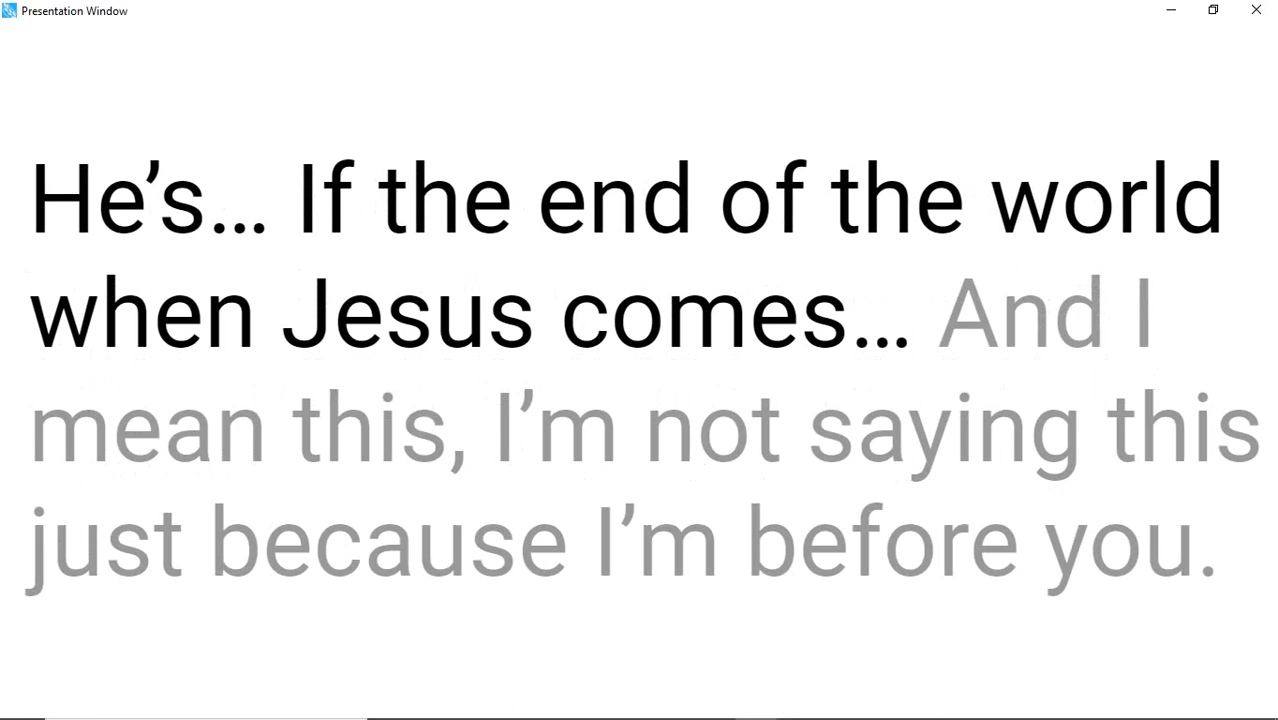 Presentation Window
He’s… If the end of the world
when Jesus comes… And I
mean this, I’m not saying this
just because I’m before you.